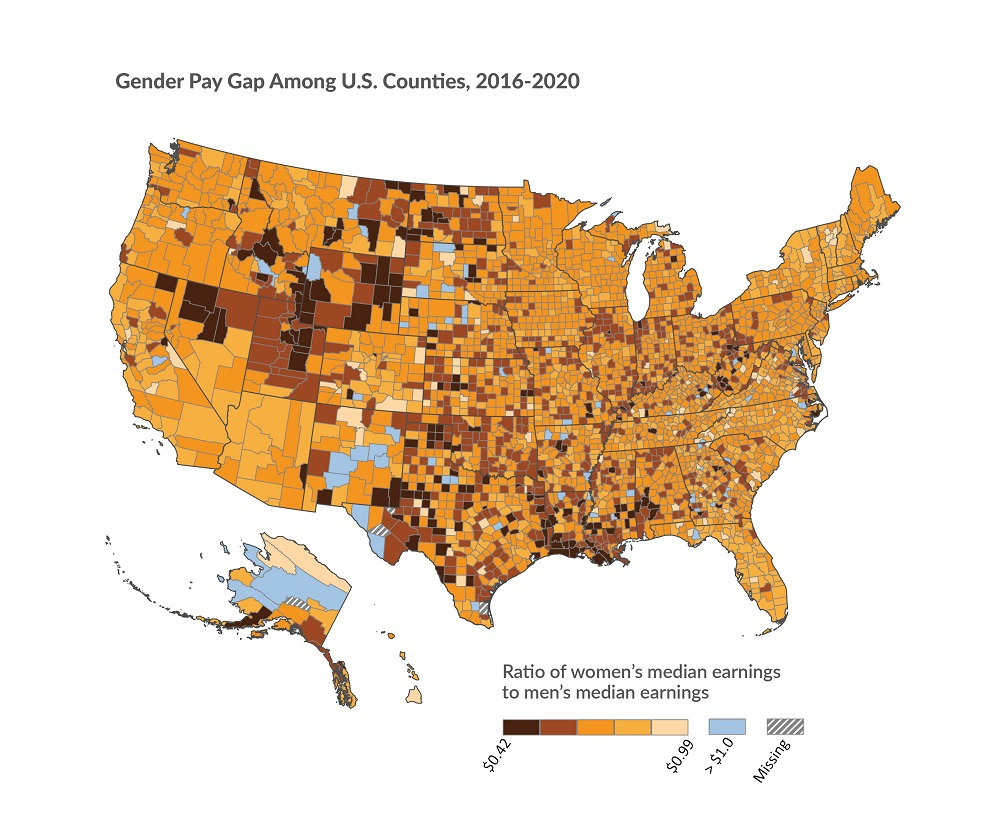 Gender Pay Gap Among U.S. Counties, 2016-2020
Ratio of women’s median earnings
to men’s median earnings
$0.42
$0.99
> $1.0
Missing